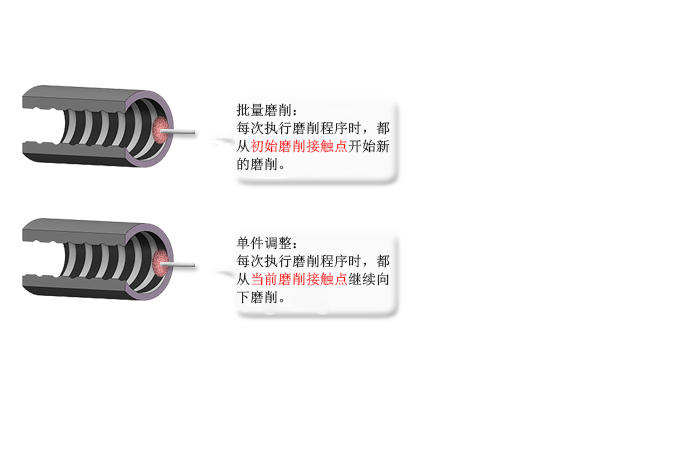 批量磨削：
每次执行磨削程序时，都
从初始磨削接触点开始新
的磨削。
单件调整：
每次执行磨削程序时，都
从当前磨削接触点继续向
下磨削。